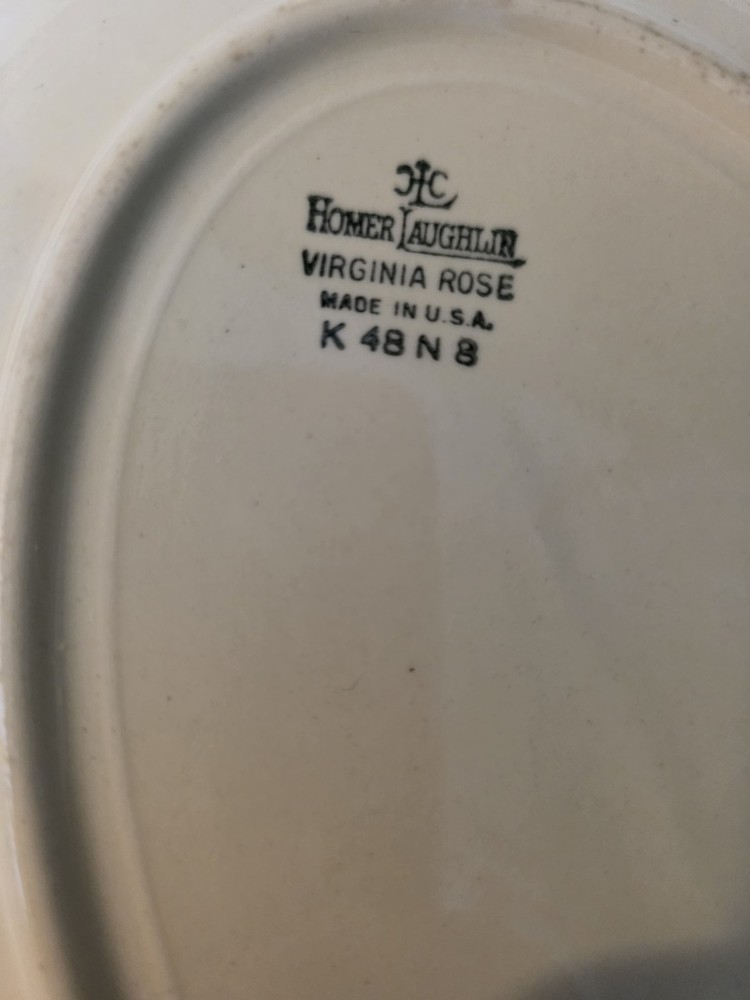 HLC
HOMER LAUGHLIN
VIRGINIA ROSE
MADE IN U.S.A.
K 48 N 8